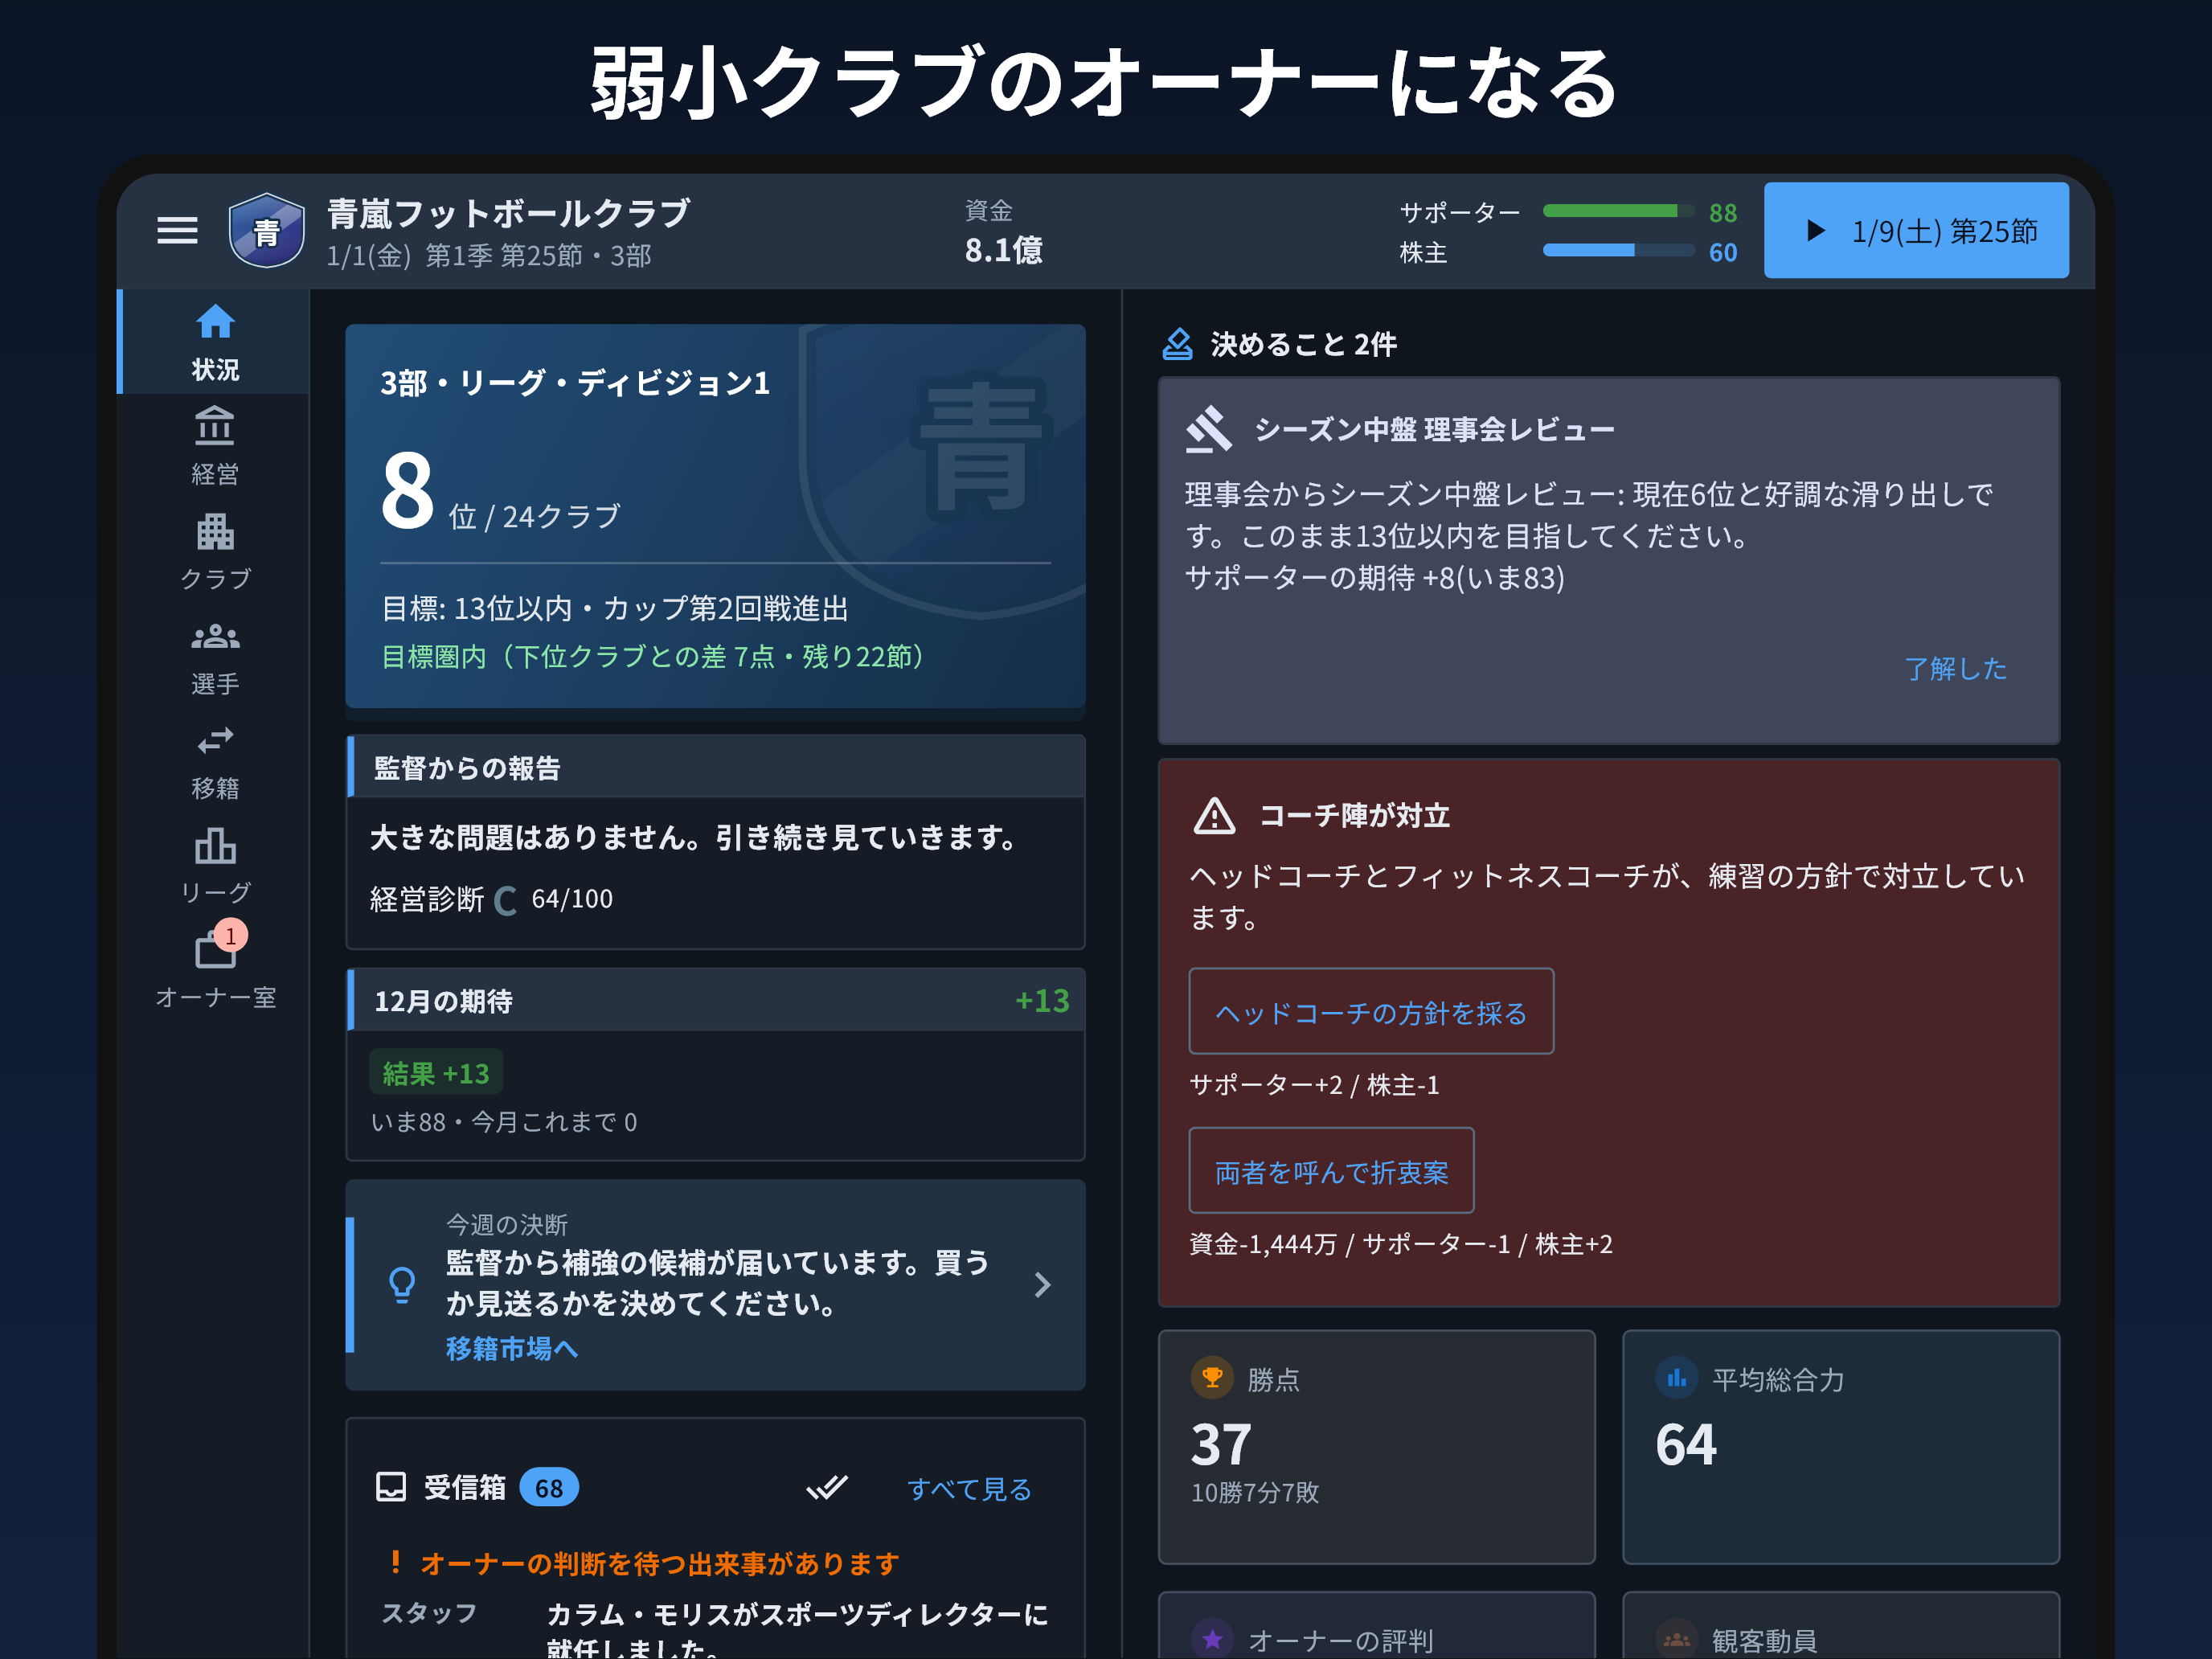 弱小クラブのオーナーになる
青
青嵐フットボールクラブ
1/1(金) 第1季 第25節・3部
資金
8.1億
サポーター 88
株主 60
1/9(土) 第25節
状況
経営
クラブ
選手
移籍
リーグ
1
オーナー室
3部・リーグ・ディビジョン1
青
8 位 / 24クラブ
目標: 13位以内・カップ第2回戦進出
目標圏内（下位クラブとの差 7点・残り22節）
監督からの報告
大きな問題はありません。引き続き見ていきます。
経営診断 C 64/100
12月の期待 +13
結果 +13
いま88・今月これまで 0
今週の決断
監督から補強の候補が届いています。買う
か見送るかを決めてください。
移籍市場へ
受信箱 68 すべて見る
! オーナーの判断を待つ出来事があります
スタッフ カラム・モリスがスポーツディレクターに
就任しました。
決めること 2件
シーズン中盤 理事会レビュー
理事会からシーズン中盤レビュー: 現在6位と好調な滑り出しで
す。このまま13位以内を目指してください。
サポーターの期待 +8(いま83)
了解した
コーチ陣が対立
ヘッドコーチとフィットネスコーチが、練習の方針で対立してい
ます。
ヘッドコーチの方針を採る
サポーター+2 / 株主-1
両者を呼んで折衷案
資金-1,444万 / サポーター-1 / 株主+2
勝点
37
10勝7分7敗
平均総合力
64
オーナーの評判
観客動員